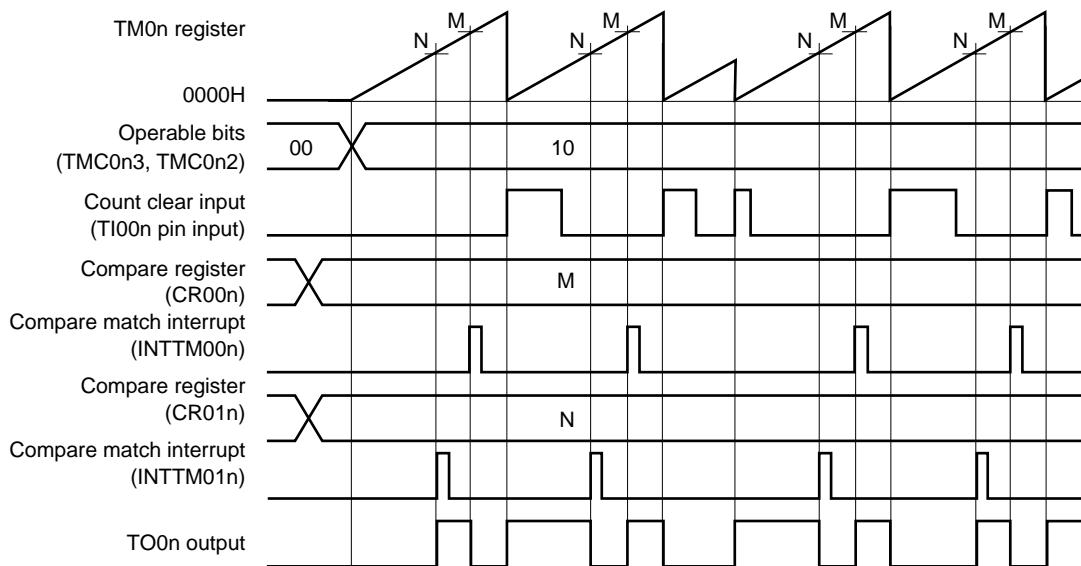 TM0n register
N M N M N M N M
0000H
Operable bits
(TMC0n3, TMC0n2)
00 10
Count clear input
(TI00n pin input)
Compare register
(CR00n)
M
Compare match interrupt
(INTTM00n)
Compare register
(CR01n)
N
Compare match interrupt
(INTTM01n)
TO0n output